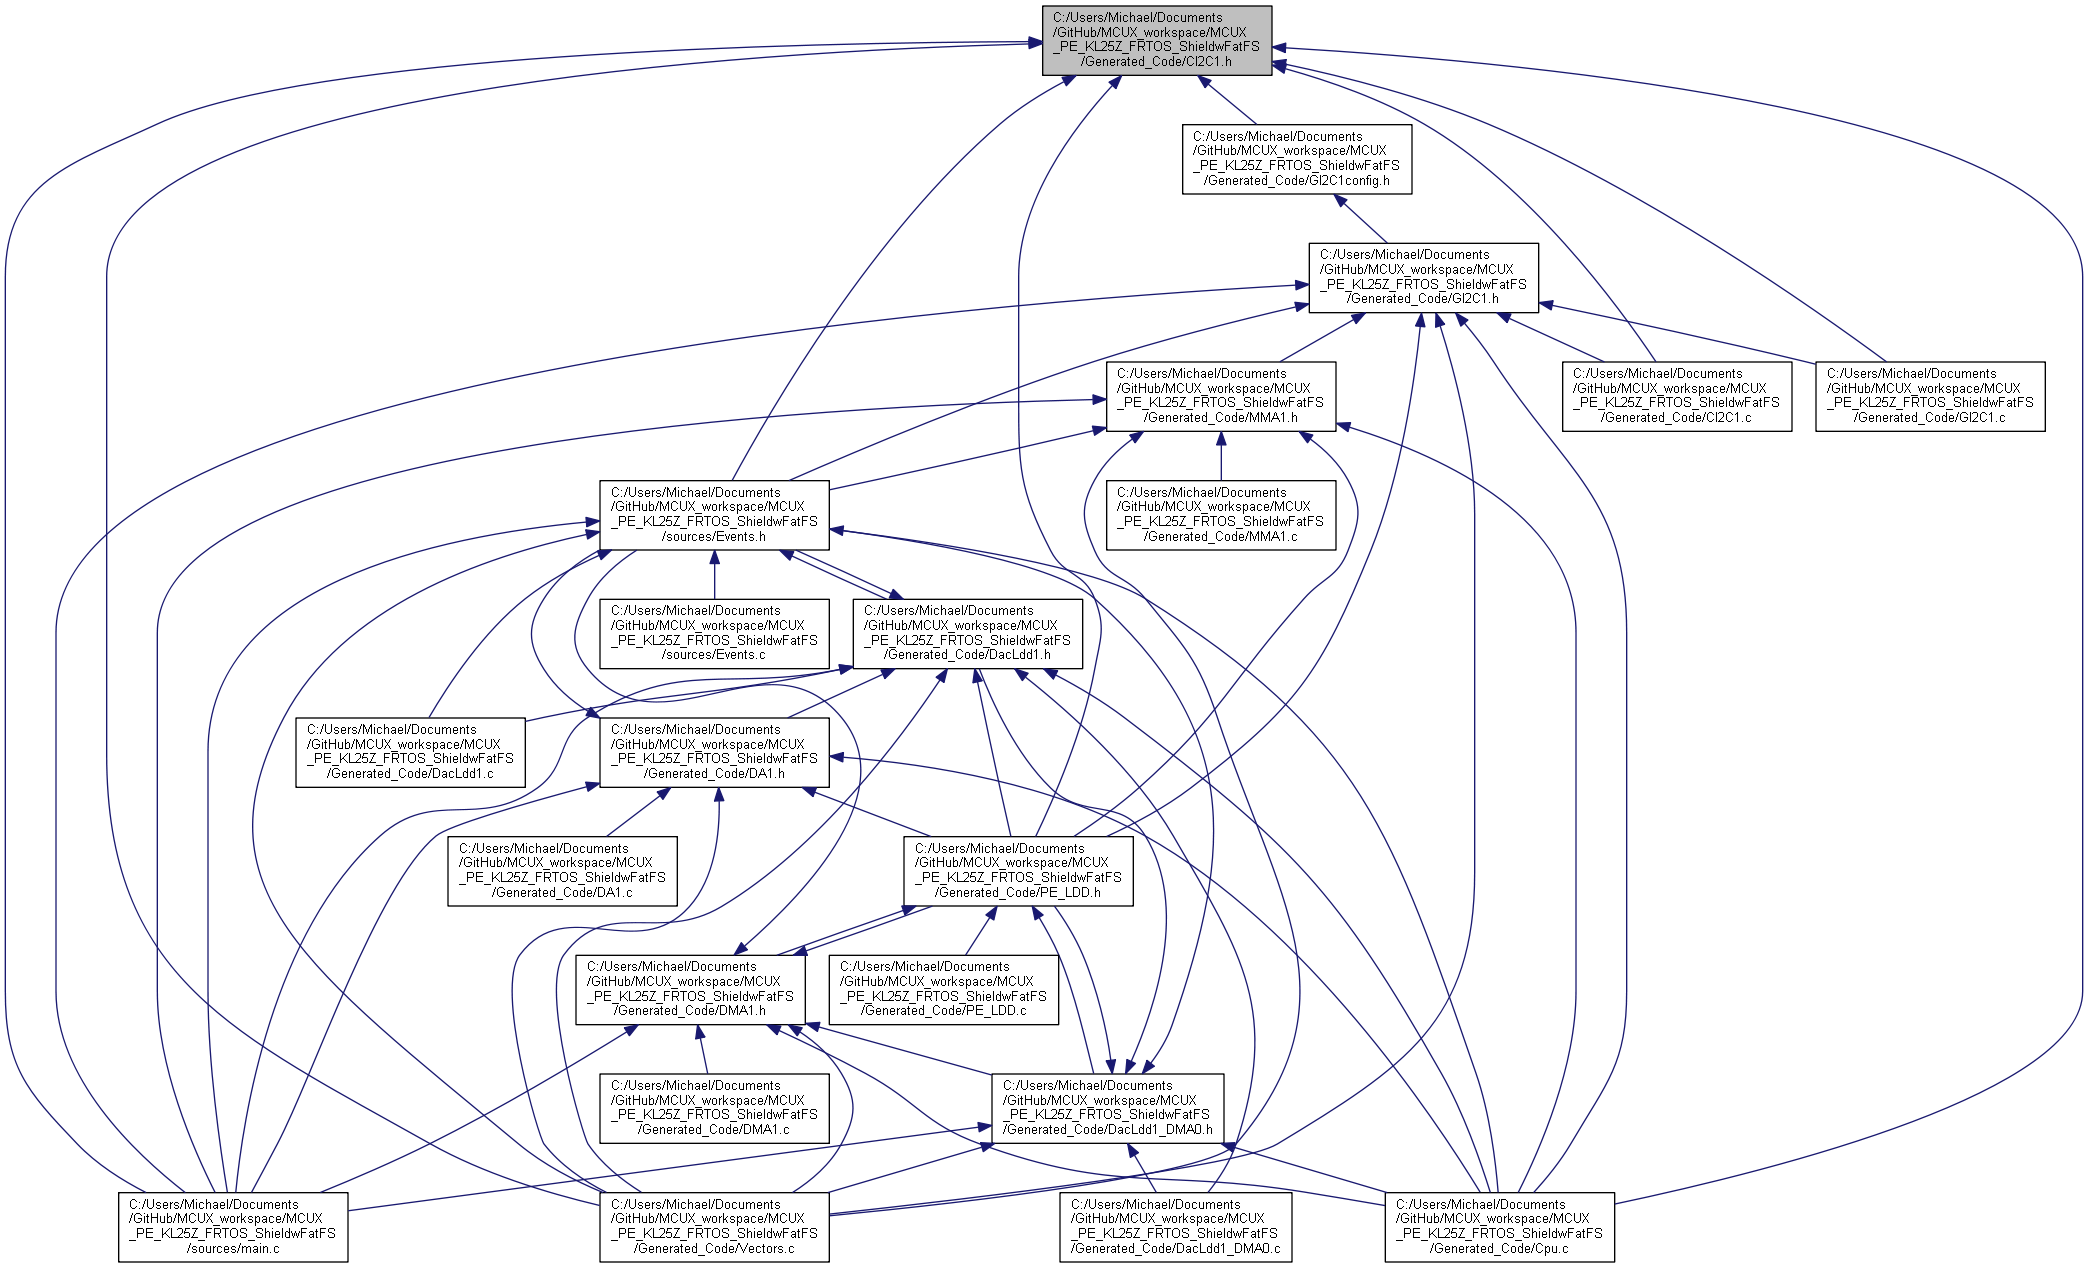 C:/Users/Michael/Documents
/GitHub/MCUX_workspace/MCUX
_PE_KL25Z_FRTOS_ShieldwFatFS
/Generated_Code/CI2C1.h
C:/Users/Michael/Documents
/GitHub/MCUX_workspace/MCUX
_PE_KL25Z_FRTOS_ShieldwFatFS
/Generated_Code/GI2C1config.h
C:/Users/Michael/Documents
/GitHub/MCUX_workspace/MCUX
_PE_KL25Z_FRTOS_ShieldwFatFS
/Generated_Code/GI2C1.h
C:/Users/Michael/Documents
/GitHub/MCUX_workspace/MCUX
_PE_KL25Z_FRTOS_ShieldwFatFS
/Generated_Code/MMA1.h
C:/Users/Michael/Documents
/GitHub/MCUX_workspace/MCUX
_PE_KL25Z_FRTOS_ShieldwFatFS
/Generated_Code/CI2C1.c
C:/Users/Michael/Documents
/GitHub/MCUX_workspace/MCUX
_PE_KL25Z_FRTOS_ShieldwFatFS
/Generated_Code/GI2C1.c
C:/Users/Michael/Documents
/GitHub/MCUX_workspace/MCUX
_PE_KL25Z_FRTOS_ShieldwFatFS
/sources/Events.h
C:/Users/Michael/Documents
/GitHub/MCUX_workspace/MCUX
_PE_KL25Z_FRTOS_ShieldwFatFS
/Generated_Code/MMA1.c
C:/Users/Michael/Documents
/GitHub/MCUX_workspace/MCUX
_PE_KL25Z_FRTOS_ShieldwFatFS
/sources/Events.c
C:/Users/Michael/Documents
/GitHub/MCUX_workspace/MCUX
_PE_KL25Z_FRTOS_ShieldwFatFS
/Generated_Code/DacLdd1.h
C:/Users/Michael/Documents
/GitHub/MCUX_workspace/MCUX
_PE_KL25Z_FRTOS_ShieldwFatFS
/Generated_Code/DacLdd1.c
C:/Users/Michael/Documents
/GitHub/MCUX_workspace/MCUX
_PE_KL25Z_FRTOS_ShieldwFatFS
/Generated_Code/DA1.h
C:/Users/Michael/Documents
/GitHub/MCUX_workspace/MCUX
_PE_KL25Z_FRTOS_ShieldwFatFS
/Generated_Code/DA1.c
C:/Users/Michael/Documents
/GitHub/MCUX_workspace/MCUX
_PE_KL25Z_FRTOS_ShieldwFatFS
/Generated_Code/PE_LDD.h
C:/Users/Michael/Documents
/GitHub/MCUX_workspace/MCUX
_PE_KL25Z_FRTOS_ShieldwFatFS
/Generated_Code/DMA1.h
C:/Users/Michael/Documents
/GitHub/MCUX_workspace/MCUX
_PE_KL25Z_FRTOS_ShieldwFatFS
/Generated_Code/PE_LDD.c
C:/Users/Michael/Documents
/GitHub/MCUX_workspace/MCUX
_PE_KL25Z_FRTOS_ShieldwFatFS
/Generated_Code/DMA1.c
C:/Users/Michael/Documents
/GitHub/MCUX_workspace/MCUX
_PE_KL25Z_FRTOS_ShieldwFatFS
/Generated_Code/DacLdd1_DMA0.h
C:/Users/Michael/Documents
/GitHub/MCUX_workspace/MCUX
_PE_KL25Z_FRTOS_ShieldwFatFS
/sources/main.c
C:/Users/Michael/Documents
/GitHub/MCUX_workspace/MCUX
_PE_KL25Z_FRTOS_ShieldwFatFS
/Generated_Code/Vectors.c
C:/Users/Michael/Documents
/GitHub/MCUX_workspace/MCUX
_PE_KL25Z_FRTOS_ShieldwFatFS
/Generated_Code/DacLdd1_DMA0.c
C:/Users/Michael/Documents
/GitHub/MCUX_workspace/MCUX
_PE_KL25Z_FRTOS_ShieldwFatFS
/Generated_Code/Cpu.c